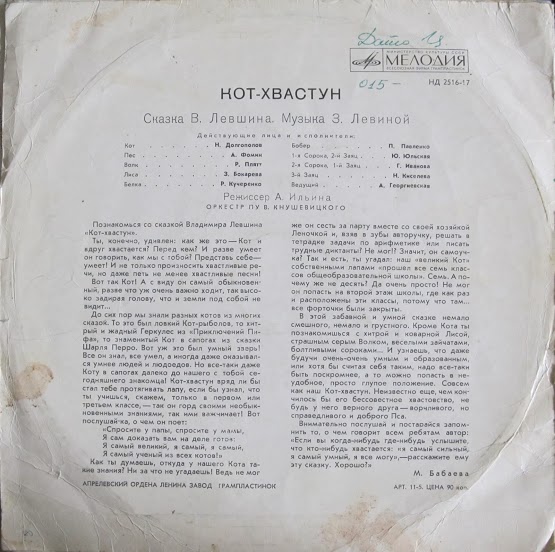 Дато 13
МИНИСТЕРСТВО КУЛЬТУРЫ СССР
МЕЛОДИЯ
ВСЕСОЮЗНАЯ ФИРМА ГРАМПЛАСТИНОК
015-
НД 2516-17
КОТ-ХВАСТУН
Сказка В. Левшина. Музыка З. Левиной
Действующие лица и исполнители:
Кот Н. Долгополов
Пес А. Фомин
Волк Р. Плятт
Лиса З. Бокарева
Белка Р. Кучеренко
Бобер П. Павленко
1-я Сорока, 2-й Заяц Ю. Юльская
2-я Сорока, 1-й Заяц Г. Иванова
3-й Заяц Н. Киселева
Ведущий А. Георгиевская
Режиссер А. Ильина
ОРКЕСТР ПУ В. КНУШЕВИЦКОГО
Познакомься со сказкой Владимира Левшина
«Кот-хвастун».
Ты, конечно, удивлен: как же это — Кот и
вдруг хвастается? Перед кем? И разве умеет
он говорить, как мы с тобой? Представь себе —
умеет! И не только произносить хвастливые ре-
чи, но даже петь не менее хвастливые песни!
Вот так Кот! А с виду он самый обыкновен-
ный, разве что уж очень важно ходит, так высо-
ко задирая голову, что и земли под собой не
видит...
До сих пор мы знали разных котов из многих
сказок. То это был ловкий Кот-рыболов, то хит-
рый и жадный Геркулес из «Приключений Пи-
фа», то знаменитый Кот в сапогах из сказки
Шарля Перро. Вот уж это был умный зверь!
Все он знал, все умел, а иногда даже оказывал-
ся умнее людей и людоедов. Но все-таки даже
Коту в сапогах далеко до нашего с тобой се-
годняшнего знакомца! Кот-хвастун вряд ли бы
стал тебе протягивать лапу, если бы узнал, что
ты учишься, скажем, только в первом или
третьем классе, — так он горд своими необык-
новенными знаниями, так ими кичится! Вот
послушай-ка, о чем он поет:
«Спросите у папы, спросите у мамы,
Я сам доказать вам на деле готов:
Я самый великий, я самый, я самый,
Я самый ученый из всех котов!»
Как ты думаешь, откуда у нашего Кота та-
кие знания? Ни за что не угадаешь! Ведь не мог
же он сесть за парту вместе со своей хозяйкой
Леночкой и, взяв в зубы авторучку, решать в
тетрадке задачи по арифметике или писать
трудные диктанты? Не мог! Значит, он самоуч-
ка? Так и есть, ты угадал: наш «великий Кот»
собственными лапами «прошел все семь клас-
сов общеобразовательной школы». Семь. А по-
чему же не десять? Да очень просто! Не мог
он попасть на второй этаж школы, где как раз
и расположены эти классы, потому что там...
все форточки были закрыты.
В этой забавной и умной сказке немало
смешного, немало и грустного. Кроме Кота ты
познакомишься с хитрой и коварной Лисой,
страшным серым Волком, веселыми зайчатами,
болтливыми сороками... И узнаешь, что даже
будучи очень-очень умным и образованным,
или хотя бы считая себя таким, надо все-таки
быть поскромнее, а то можно попасть в не-
удобное, просто глупое положение. Совсем
как наш Кот-хвастун. Неизвестно еще, чем кон-
чилось бы его бессовестное хвастовство, не
будь у него верного друга — ворчливого, но
справедливого и доброго Пса.
Внимательно послушай и постарайся запом-
нить то, о чем говорит всем ребятам автор:
«Если вы когда-нибудь где-нибудь услышите,
что кто-нибудь хвастается: «я самый сильный,
я самый умный, я все могу», — расскажите ему
эту сказку. Хорошо?»
М. Бабаева
АПРЕЛЕВСКИЙ ОРДЕНА ЛЕНИНА ЗАВОД ГРАМПЛАСТИНОК
АРТ. 11-5. ЦЕНА 90 коп.